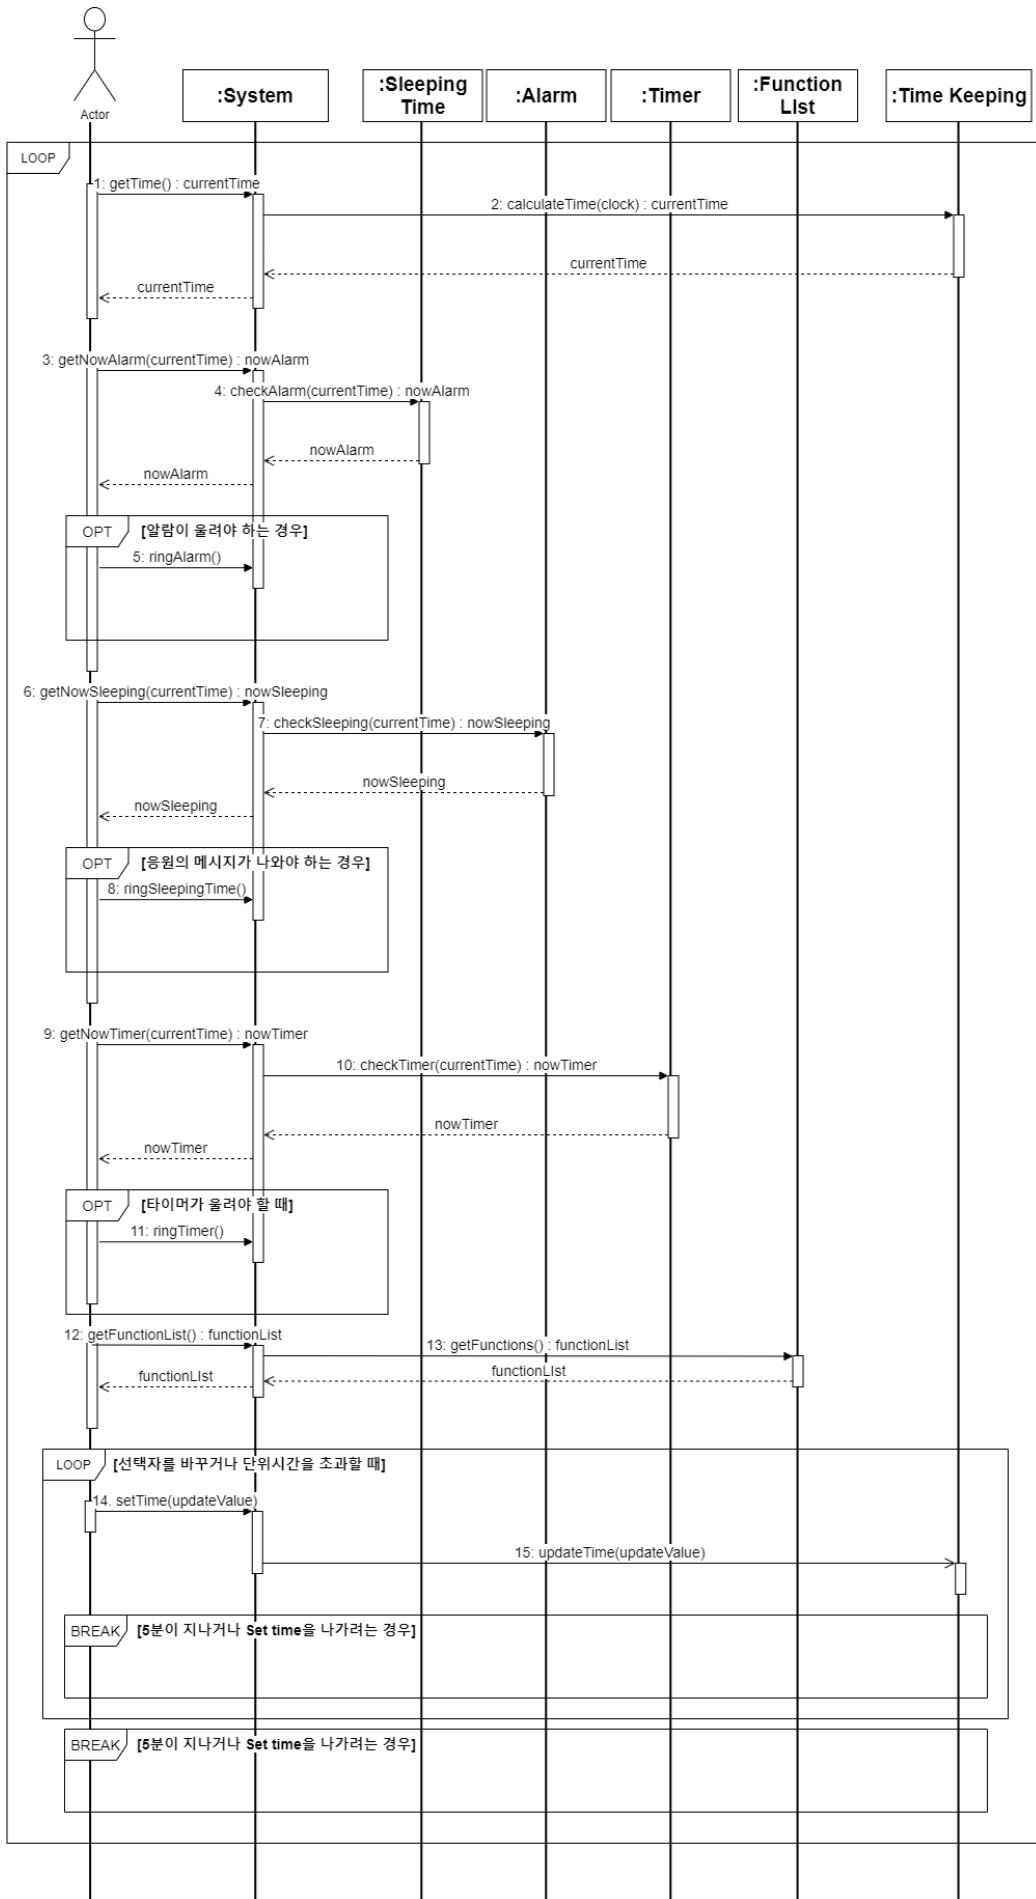 Actor
:System
:Sleeping
Time
:Alarm
:Timer
:Function
LIst
:Time Keeping
LOOP
1: getTime() : currentTime
2: calculateTime(clock) : currentTime
currentTime
currentTime
3: getNowAlarm(currentTime) : nowAlarm
4: checkAlarm(currentTime) : nowAlarm
nowAlarm
nowAlarm
OPT [알람이 울려야 하는 경우]
5: ringAlarm()
6: getNowSleeping(currentTime) : nowSleeping
7: checkSleeping(currentTime) : nowSleeping
nowSleeping
nowSleeping
OPT [응원의 메시지가 나와야 하는 경우]
8: ringSleepingTime()
9: getNowTimer(currentTime) : nowTimer
10: checkTimer(currentTime) : nowTimer
nowTimer
nowTimer
OPT [타이머가 울려야 할 때]
11: ringTimer()
12: getFunctionList() : functionList
13: getFunctions() : functionList
functionLIst
functionLIst
LOOP [선택자를 바꾸거나 단위시간을 초과할 때]
14. setTime(updateValue)
15: updateTime(updateValue)
BREAK [5분이 지나거나 Set time을 나가려는 경우]
BREAK [5분이 지나거나 Set time을 나가려는 경우]